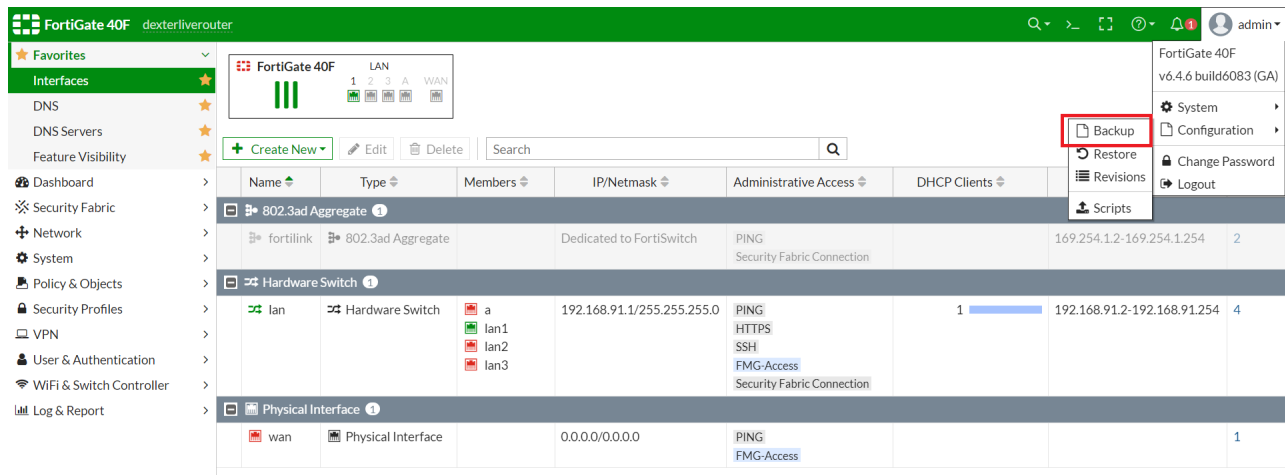 FortiGate 40F dexterliverouter
1 admin
Favorites
Interfaces
DNS
DNS Servers
Feature Visibility
Dashboard
Security Fabric
Network
System
Policy & Objects
Security Profiles
VPN
User & Authentication
WiFi & Switch Controller
Log & Report
FortiGate 40F LAN
1 2 3 A WAN
Create New Edit Delete Search
Name Type Members IP/Netmask Administrative Access DHCP Clients
802.3ad Aggregate 1
fortilink 802.3ad Aggregate Dedicated to FortiSwitch PING 169.254.1.2-169.254.1.254 2
Security Fabric Connection
Hardware Switch 1
lan Hardware Switch a 192.168.91.1/255.255.255.0 PING 1 192.168.91.2-192.168.91.254 4
lan1 HTTPS
lan2 SSH
lan3 FMG-Access
Security Fabric Connection
Physical Interface 1
wan Physical Interface 0.0.0.0/0.0.0.0 PING 1
FMG-Access
FortiGate 40F
v6.4.6 build6083 (GA)
System
Configuration
Change Password
Logout
Backup
Restore
Revisions
Scripts